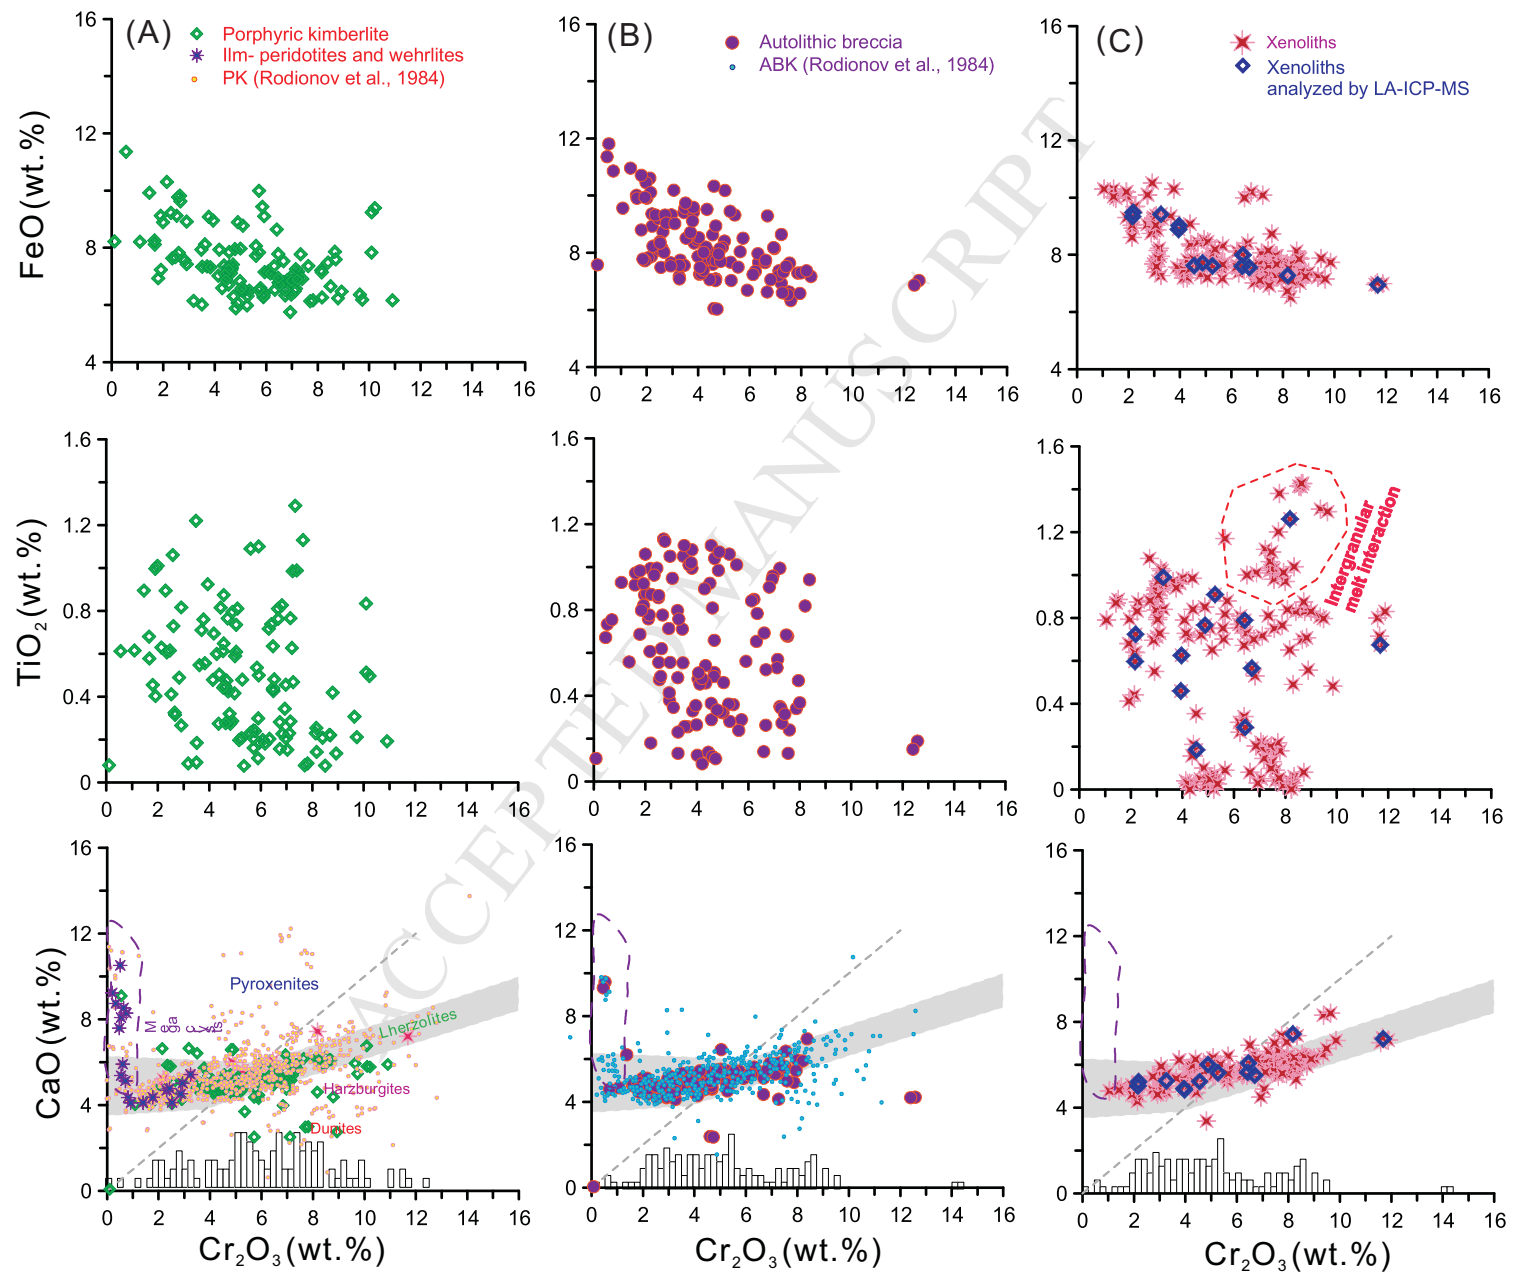 (A)
Porphyric kimberlite
Ilm- peridotites and wehrlites
PK (Rodionov et al., 1984)
FeO (wt. %)
16
12
8
4
0 2 4 6 8 10 12 14 16
(B)
Autolithic breccia
ABK (Rodionov et al., 1984)
16
12
8
4
0 2 4 6 8 10 12 14 16
(C)
Xenoliths
Xenoliths
analyzed by LA-ICP-MS
16
12
8
4
0 2 4 6 8 10 12 14 16
TiO2 (wt. %)
1.6
1.2
0.8
0.4
0
0 2 4 6 8 10 12 14 16
1.6
1.2
0.8
0.4
0
0 2 4 6 8 10 12 14 16
1.6
1.2
0.8
0.4
0
0 2 4 6 8 10 12 14 16
Intergranular
melt interaction
CaO (wt. %)
16
12
8
4
0
Pyroxenites
Megacrysts
Lherzolites
Harzburgites
Dunites
0 2 4 6 8 10 12 14 16
Cr2O3 (wt. %)
16
12
8
4
0
0 2 4 6 8 10 12 14 16
Cr2O3 (wt. %)
16
12
8
4
0
0 2 4 6 8 10 12 14 16
Cr2O3 (wt. %)
ACCEPTED MANUSCRIPT